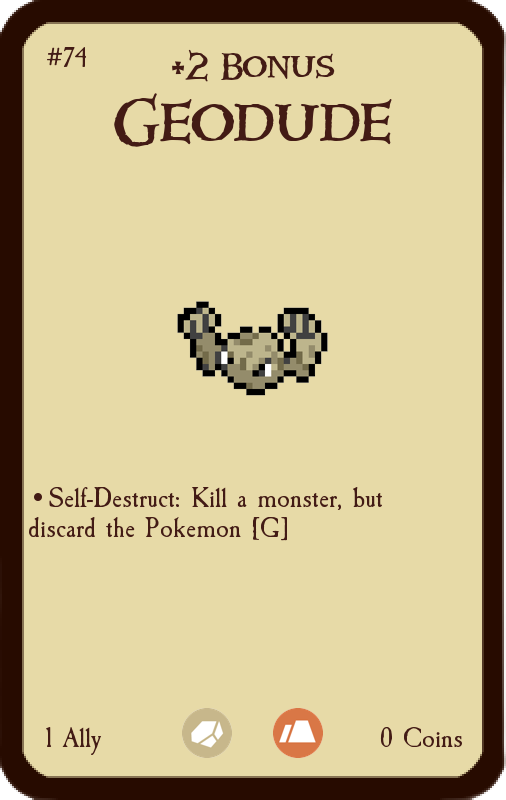 #74
+2 Bonus
Geodude
• Self-Destruct: Kill a monster, but
discard the Pokemon [G]
1 Ally
0 Coins